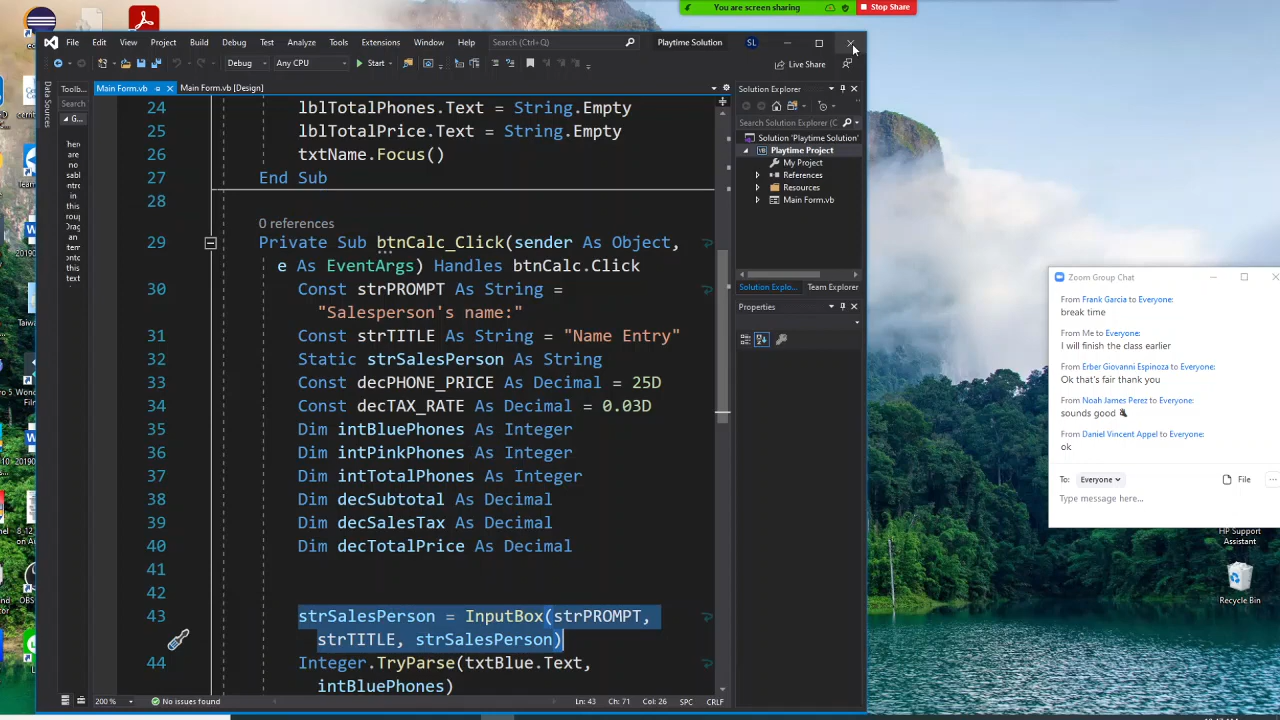 You are screen sharing
Stop Share
File Edit View Project Build Debug Test Analyze Tools Extensions Window Help Search (Ctrl+Q) Playtime Solution SL
Debug Any CPU Start Live Share
Toolb... Main Form.vb Main Form.vb [Design] Solution Explorer
Data Sources
Search
G...
24 lblTotalPhones.Text = String.Empty
25 lblTotalPrice.Text = String.Empty
26 txtName.Focus()
27 End Sub
28
0 references
29 Private Sub btnCalc_Click(sender As Object,
e As EventArgs) Handles btnCalc.Click
30 Const strPROMPT As String =
"Salesperson's name:"
31 Const strTITLE As String = "Name Entry"
32 Static strSalesPerson As String
33 Const decPHONE_PRICE As Decimal = 25D
34 Const decTAX_RATE As Decimal = 0.03D
35 Dim intBluePhones As Integer
36 Dim intPinkPhones As Integer
37 Dim intTotalPhones As Integer
38 Dim decSubtotal As Decimal
39 Dim decSalesTax As Decimal
40 Dim decTotalPrice As Decimal
41
42
43 strSalesPerson = InputBox(strPROMPT,
strTITLE, strSalesPerson)
44 Integer.TryParse(txtBlue.Text,
intBluePhones)
200 % No issues found Ln: 43 Ch: 71 Col: 26 SPC CRLF
Search Solution Explorer (C
Solution 'Playtime Solution'
Playtime Project
My Project
References
Resources
Main Form.vb
Solution Explo... Team Explorer
Properties
Zoom Group Chat
From Frank Garcia to Everyone:
break time
From Me to Everyone:
I will finish the class earlier
From Erber Giovanni Espinoza to Everyone:
Ok that's fair thank you
From Noah James Perez to Everyone:
sounds good
From Daniel Vincent Appel to Everyone:
ok
To: Everyone File
Type message here...
HP Support
Assistant
Recycle Bin